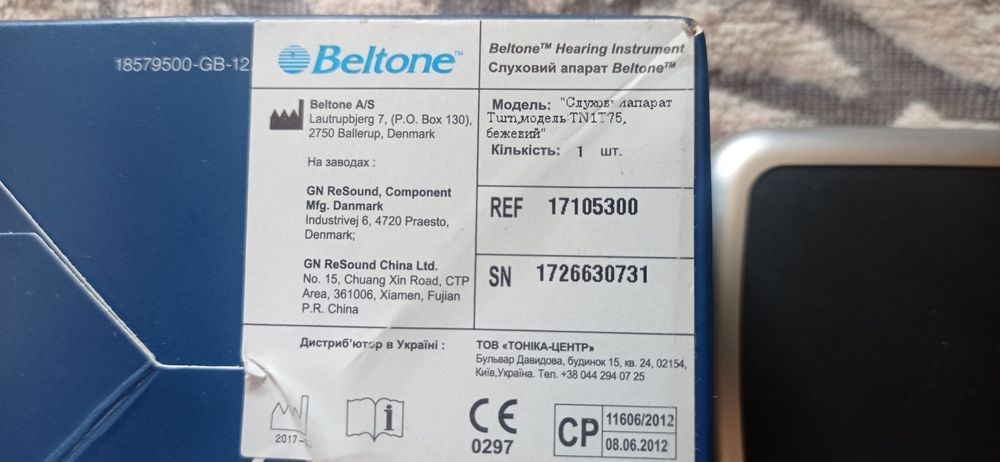 18579500-GB-12
Beltone™
Beltone™ Hearing Instrument
Слуховий апарат Beltone™
Beltone A/S
Lautrupbjerg 7, (P.O. Box 130),
2750 Ballerup, Denmark
На заводах :
GN ReSound, Component
Mfg. Danmark
Industrivej 6, 4720 Praesto,
Denmark;
GN ReSound China Ltd.
No. 15, Chuang Xin Road, CTP
Area, 361006, Xiamen, Fujian
P.R. China
Модель: "Слухов апарат
Turn,модель:TN1T75,
бежевий"
Кількість: 1 шт.
REF 17105300
SN 1726630731
Дистриб'ютор в Україні :
ТОВ «ТОНІКА-ЦЕНТР»
Бульвар Давидова, будинок 15, кв. 24, 02154,
Київ,Україна. Тел. +38 044 294 07 25
2017-
i
CE
0297
CP
11606/2012
08.06.2012